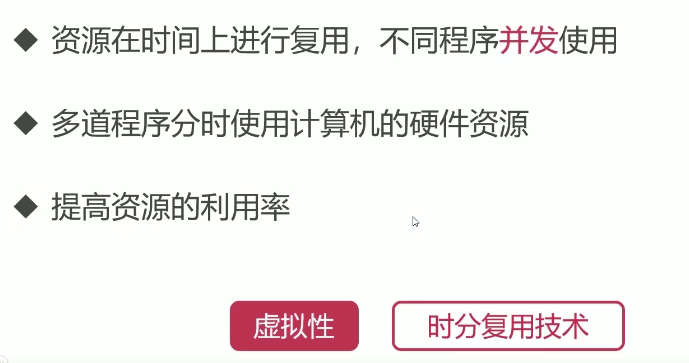 ◆ 资源在时间上进行复用，不同程序并发使用
◆ 多道程序分时使用计算机的硬件资源
◆ 提高资源的利用率
虚拟性
时分复用技术